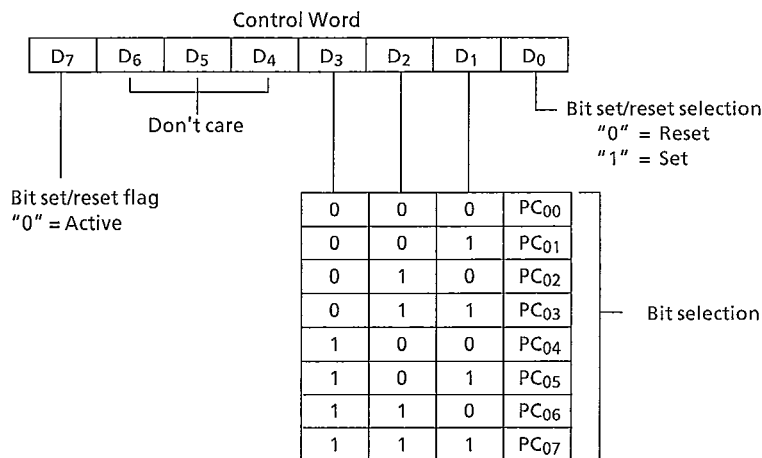 Control Word
D7 D6 D5 D4 D3 D2 D1 D0
Don't care
Bit set/reset selection
"0" = Reset
"1" = Set
Bit set/reset flag
"0" = Active
0 0 0 PC00
0 0 1 PC01
0 1 0 PC02
0 1 1 PC03
1 0 0 PC04
1 0 1 PC05
1 1 0 PC06
1 1 1 PC07
Bit selection